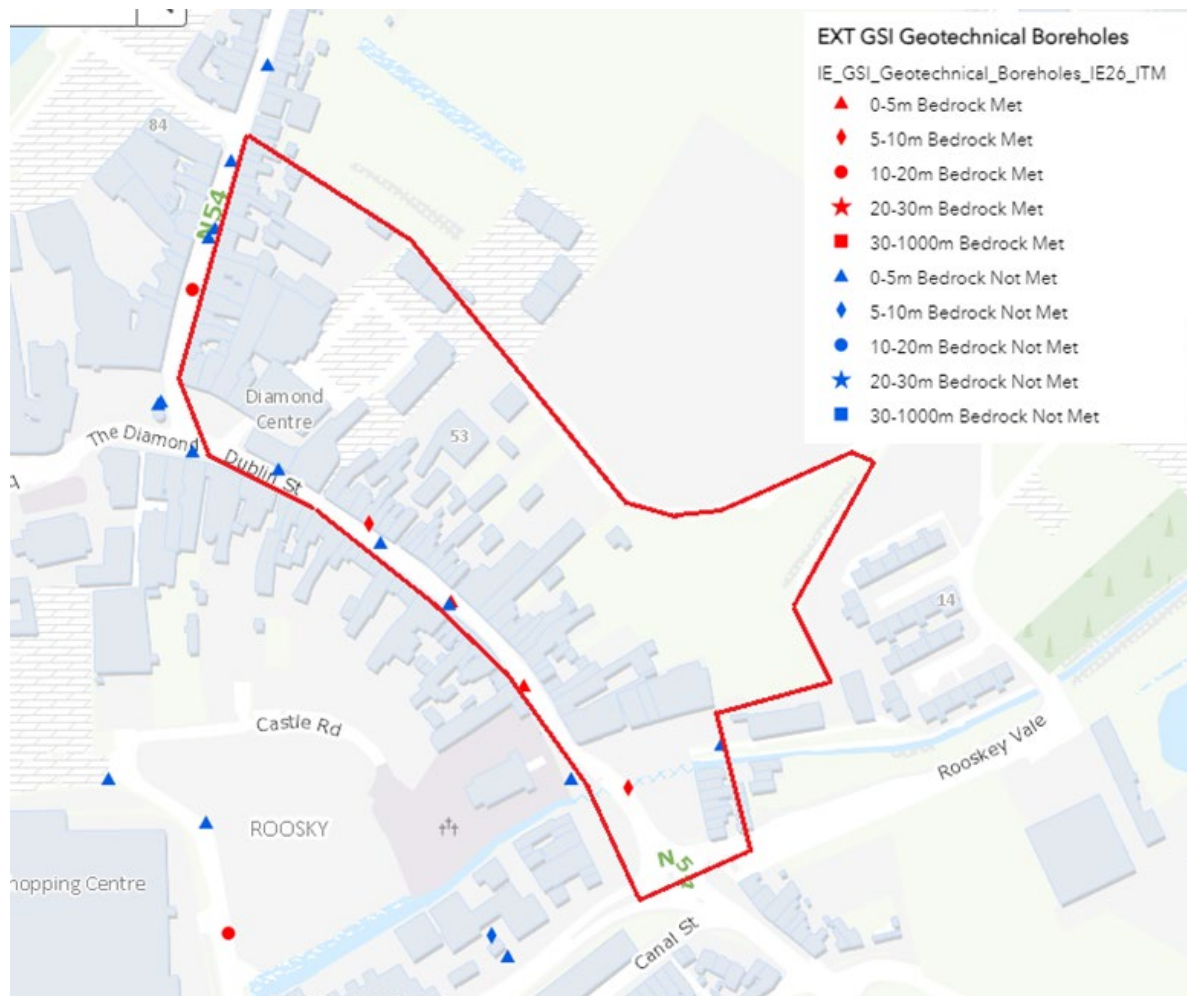 EXT GSI Geotechnical Boreholes
IE_GSI_Geotechnical_Boreholes_IE26_ITM
0-5m Bedrock Met
5-10m Bedrock Met
10-20m Bedrock Met
20-30m Bedrock Met
30-1000m Bedrock Met
0-5m Bedrock Not Met
5-10m Bedrock Not Met
10-20m Bedrock Not Met
20-30m Bedrock Not Met
30-1000m Bedrock Not Met
84
N54
Diamond
Centre
The Diamond
Dublin St
53
14
Castle Rd
Rooskey Vale
ROOSKY
hopping Centre
Canal St